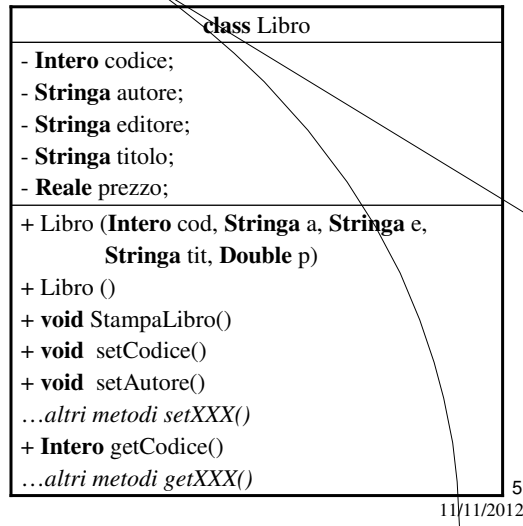 class Libro
- Intero codice;
- Stringa autore;
- Stringa editore;
- Stringa titolo;
- Reale prezzo;
+ Libro (Intero cod, Stringa a, Stringa e,
Stringa tit, Double p)
+ Libro ()
+ void StampaLibro()
+ void setCodice()
+ void setAutore()
…altri metodi setXXX()
+ Intero getCodice()
…altri metodi getXXX()
5
11/11/2012